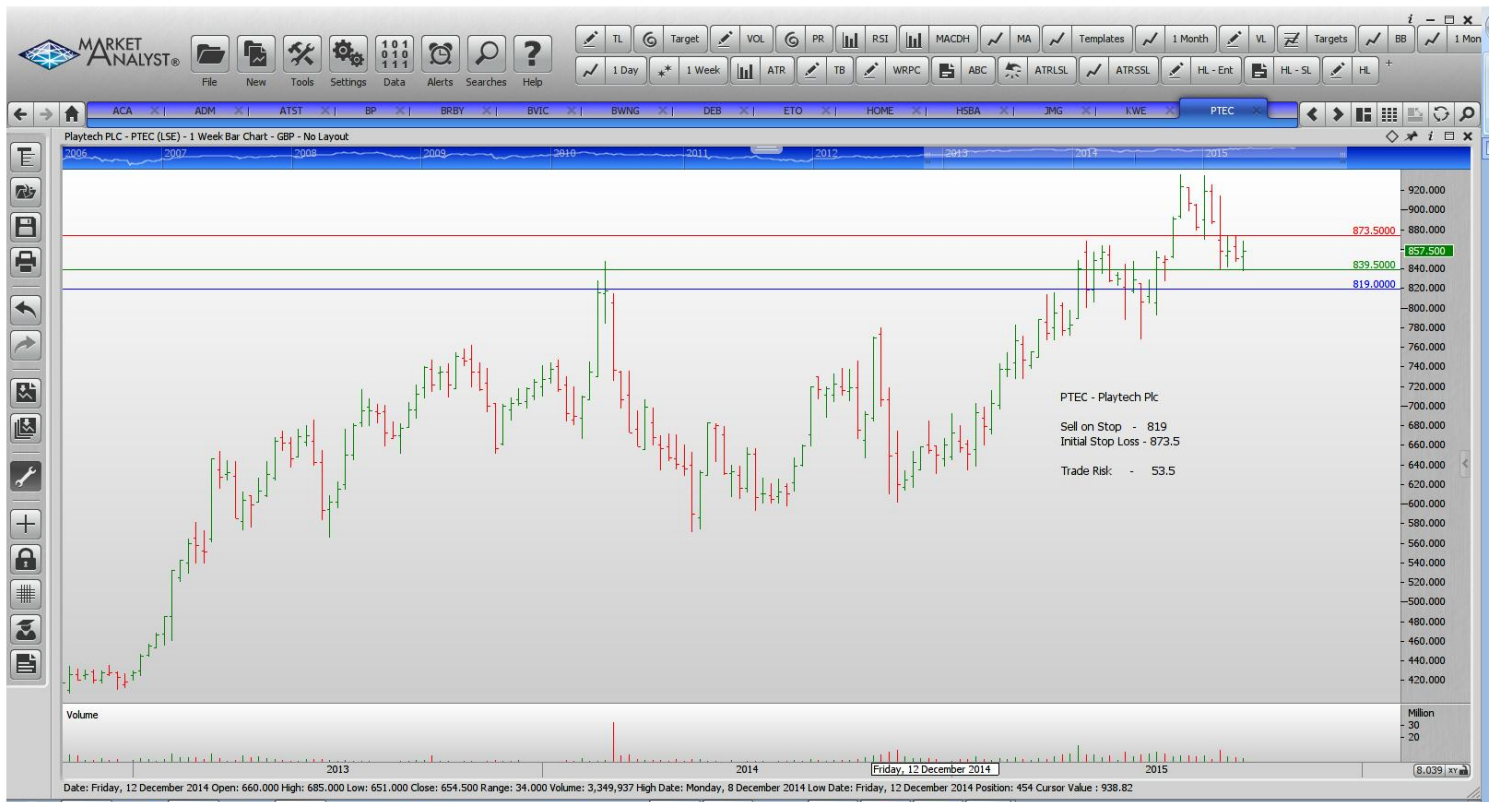 MARKET ANALYST®
TL Target VOL PR RSI MACDH MA Templates 1 Month VL Targets BB 1 Mon
1 Day 1 Week ATR TB WRPC ABC ATRLSL ATRSSL HL - Ent HL - SL HL +
File New Tools Settings Data Alerts Searches Help
ACA ADM ATST BP BRBY BVIC BWNG DEB ETO HOME HSBA JMG KWE PTEC
Playtech PLC - PTEC (LSE) - 1 Week Bar Chart - GBP - No Layout
2006 2007 2008 2009 2010 2011 2012 2013 2014 2015
920.000
900.000
880.000
873.5000
857.500
839.5000
840.000
819.0000
820.000
800.000
780.000
760.000
740.000
720.000
700.000
680.000
660.000
640.000
620.000
600.000
580.000
560.000
540.000
520.000
500.000
480.000
460.000
440.000
420.000
PTEC - Playtech Plc
Sell on Stop - 819
Initial Stop Loss - 873.5
Trade Risk - 53.5
Volume
Million
30
20
2013 2014 Friday, 12 December 2014 2015 8.039 XY
Date: Friday, 12 December 2014 Open: 660.000 High: 685.000 Low: 651.000 Close: 654.500 Range: 34.000 Volume: 3,349,937 High Date: Monday, 8 December 2014 Low Date: Friday, 12 December 2014 Position: 454 Cursor Value : 938.82